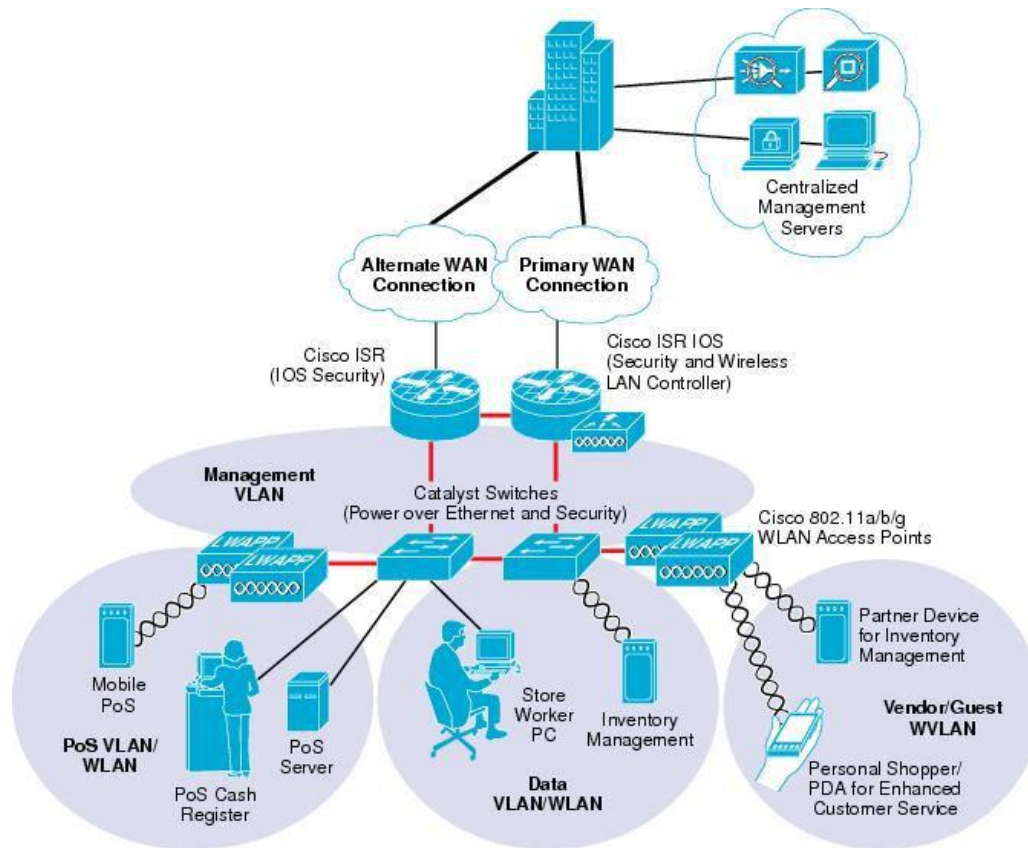 Centralized
Management
Servers
Alternate WAN
Connection
Primary WAN
Connection
Cisco ISR
(IOS Security)
Cisco ISR IOS
(Security and Wireless
LAN Controller)
Management
VLAN
Catalyst Switches
(Power over Ethernet and Security)
Cisco 802.11a/b/g
WLAN Access Points
LWAPP
LWAPP
LWAPP
LWAPP
Mobile
PoS
PoS VLAN/
WLAN
PoS Cash
Register
PoS
Server
Store
Worker
PC
Inventory
Management
Data
VLAN/WLAN
Partner Device
for Inventory
Management
Vendor/Guest
WVLAN
Personal Shopper/
PDA for Enhanced
Customer Service